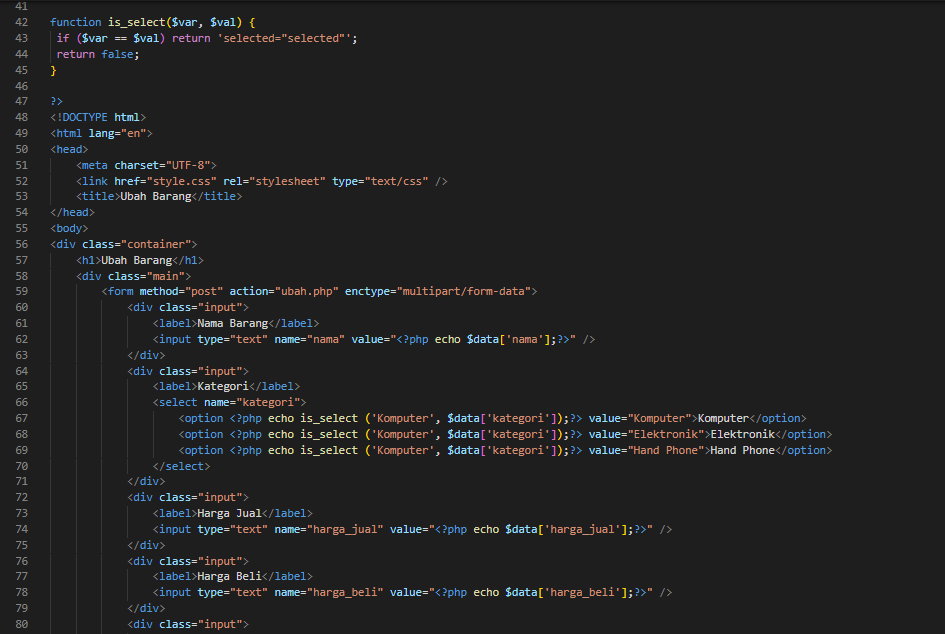 41
42 function is_select($var, $val) {
43  if ($var == $val) return 'selected="selected"';
44  return false;
45 }
46
47 ?>
48 <!DOCTYPE html>
49 <html lang="en">
50 <head>
51     <meta charset="UTF-8">
52     <link href="style.css" rel="stylesheet" type="text/css" />
53     <title>Ubah Barang</title>
54 </head>
55 <body>
56 <div class="container">
57     <h1>Ubah Barang</h1>
58     <div class="main">
59         <form method="post" action="ubah.php" enctype="multipart/form-data">
60             <div class="input">
61                 <label>Nama Barang</label>
62                 <input type="text" name="nama" value="<?php echo $data['nama'];?>" />
63             </div>
64             <div class="input">
65                 <label>Kategori</label>
66                 <select name="kategori">
67                     <option <?php echo is_select ('Komputer', $data['kategori']);?> value="Komputer">Komputer</option>
68                     <option <?php echo is_select ('Komputer', $data['kategori']);?> value="Elektronik">Elektronik</option>
69                     <option <?php echo is_select ('Komputer', $data['kategori']);?> value="Hand Phone">Hand Phone</option>
70                 </select>
71             </div>
72             <div class="input">
73                 <label>Harga Jual</label>
74                 <input type="text" name="harga_jual" value="<?php echo $data['harga_jual'];?>" />
75             </div>
76             <div class="input">
77                 <label>Harga Beli</label>
78                 <input type="text" name="harga_beli" value="<?php echo $data['harga_beli'];?>" />
79             </div>
80             <div class="input">